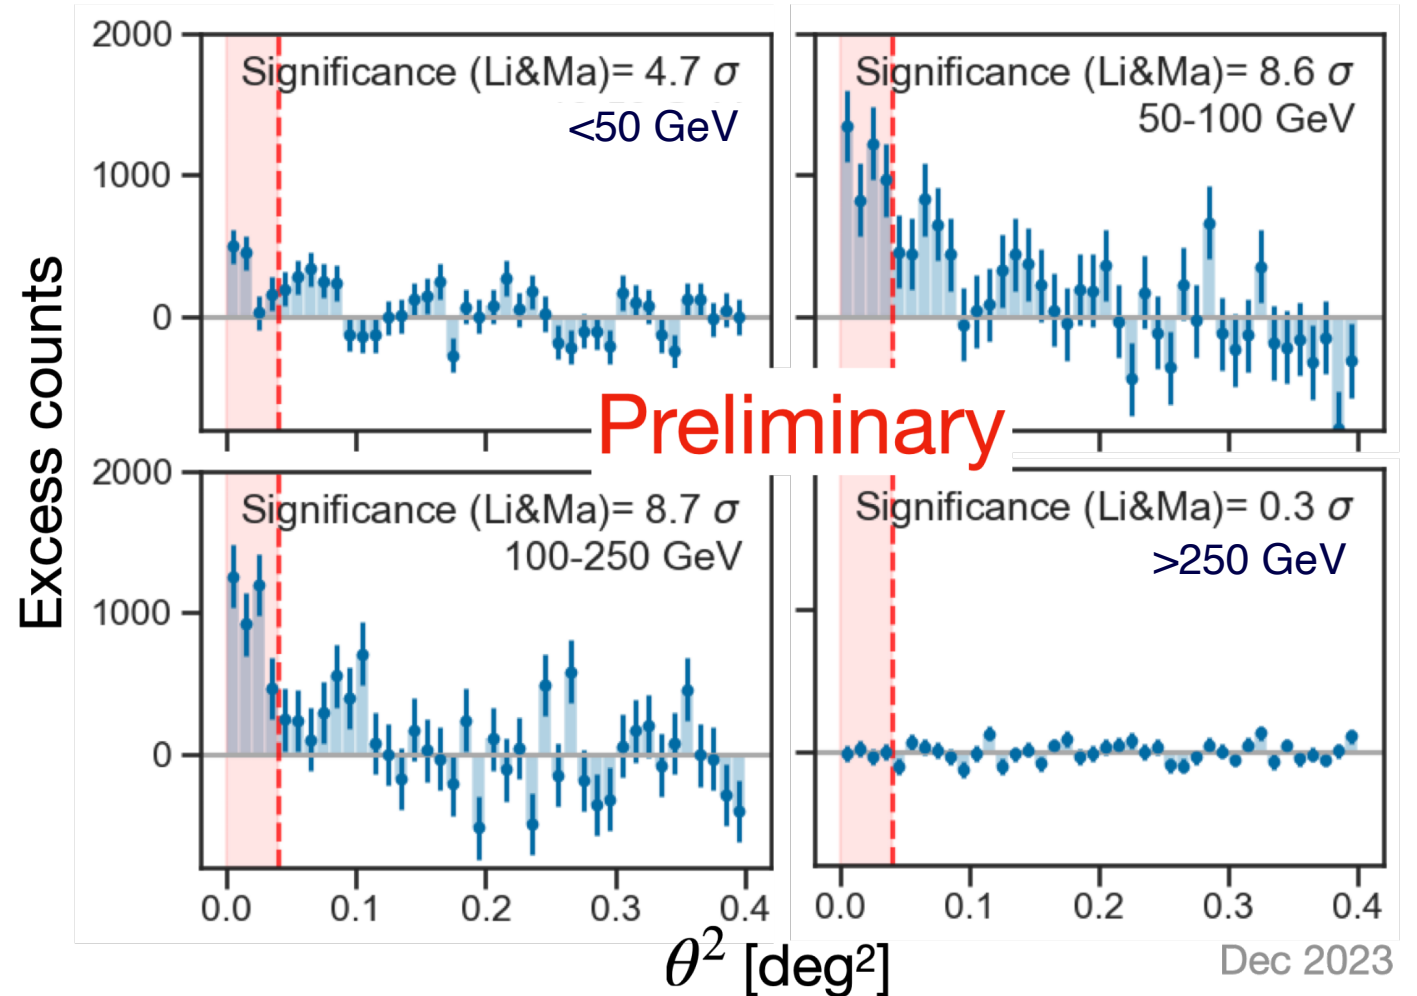 2000
Significance (Li&Ma)= 4.7 σ
<50 GeV
1000
0
Significance (Li&Ma)= 8.6 σ
50-100 GeV
Excess counts
Preliminary
2000
Significance (Li&Ma)= 8.7 σ
100-250 GeV
1000
0
Significance (Li&Ma)= 0.3 σ
>250 GeV
0.0 0.1 0.2 0.3 0.4
0.0 0.1 0.2 0.3 0.4
θ² [deg²]
Dec 2023